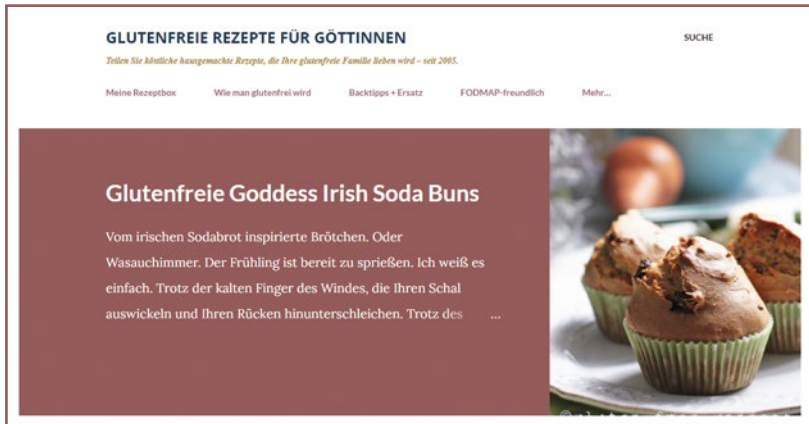 GLUTENFREIE REZEPTE FÜR GÖTTINNEN
SUCHE
Teilen Sie köstliche hausgemachte Rezepte, die Ihre glutenfreie Familie lieben wird – seit 2005.
Meine Rezeptbox
Wie man glutenfrei wird
Backtipps + Ersatz
FODMAP-freundlich
Mehr...
Glutenfreie Goddess Irish Soda Buns
Vom irischen Sodabrot inspirierte Brötchen. Oder
Wasauchimmer. Der Frühling ist bereit zu sprießen. Ich weiß es
einfach. Trotz der kalten Finger des Windes, die Ihren Schal
auswickeln und Ihren Rücken hinunterschleichen. Trotz des ...